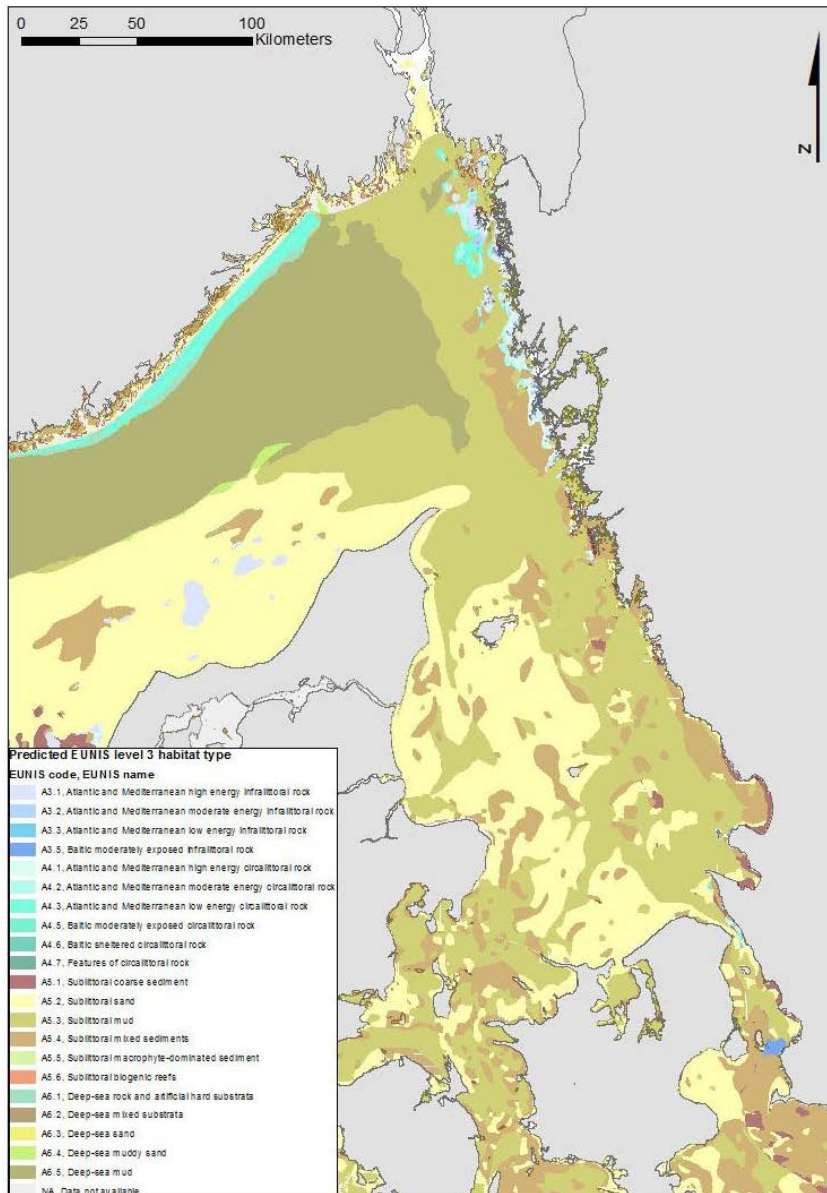 0 25 50 100
Kilometers
N
Predicted EUNIS level 3 habitat type
EUNIS code, EUNIS name
A3.1, Atlantic and Mediterranean high energy infralittoral rock
A3.2, Atlantic and Mediterranean moderate energy infralittoral rock
A3.3, Atlantic and Mediterranean low energy infralittoral rock
A3.5, Baltic moderately exposed infralittoral rock
A4.1, Atlantic and Mediterranean high energy circalittoral rock
A4.2, Atlantic and Mediterranean moderate energy circalittoral rock
A4.3, Atlantic and Mediterranean low energy circalittoral rock
A4.5, Baltic moderately exposed circalittoral rock
A4.6, Baltic sheltered circalittoral rock
A4.7, Features of circalittoral rock
A5.1, Sublittoral coarse sediment
A5.2, Sublittoral sand
A5.3, Sublittoral mud
A5.4, Sublittoral mixed sediments
A5.5, Sublittoral macrophyte-dominated sediment
A5.6, Sublittoral biogenic reefs
A6.1, Deep-sea rock and artificial hard substrata
A6.2, Deep-sea mixed substrata
A6.3, Deep-sea sand
A6.4, Deep-sea muddy sand
A6.5, Deep-sea mud
NA, Data not available